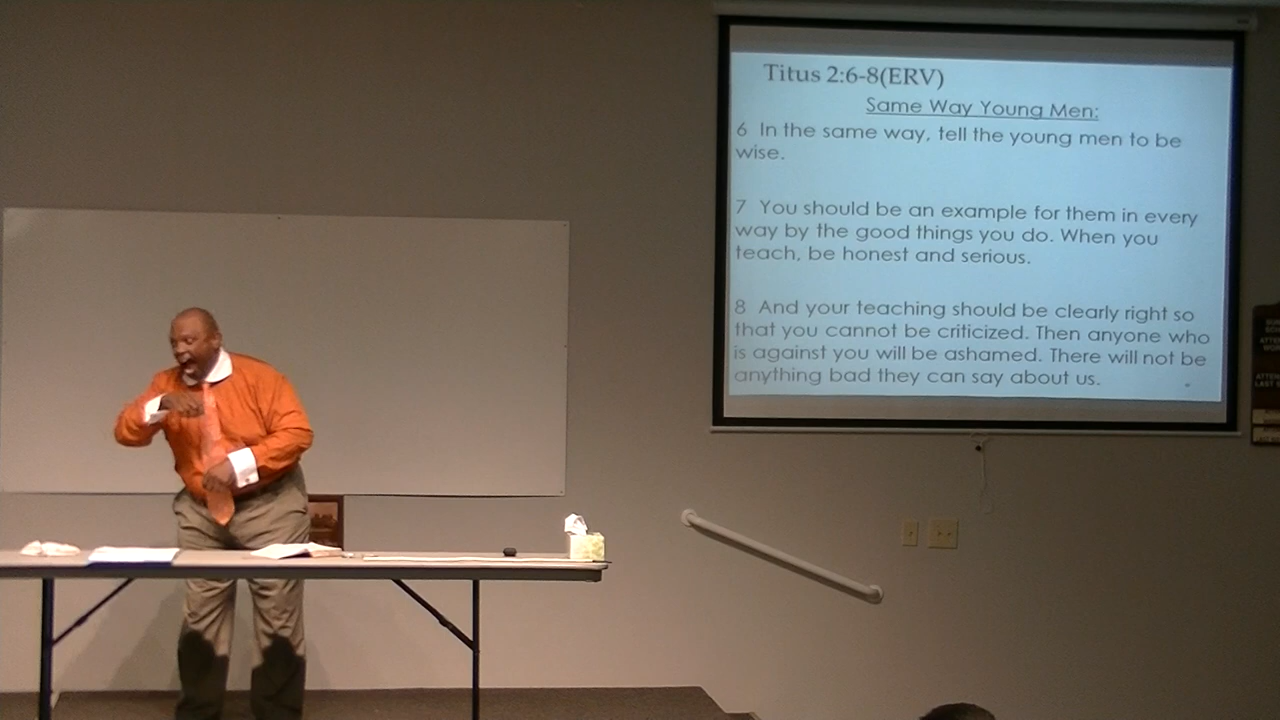 Titus 2:6-8(ERV)
Same Way Young Men:
6 In the same way, tell the young men to be
wise.
7 You should be an example for them in every
way by the good things you do. When you
teach, be honest and serious.
8 And your teaching should be clearly right so
that you cannot be criticized. Then anyone who
is against you will be ashamed. There will not be
anything bad they can say about us.